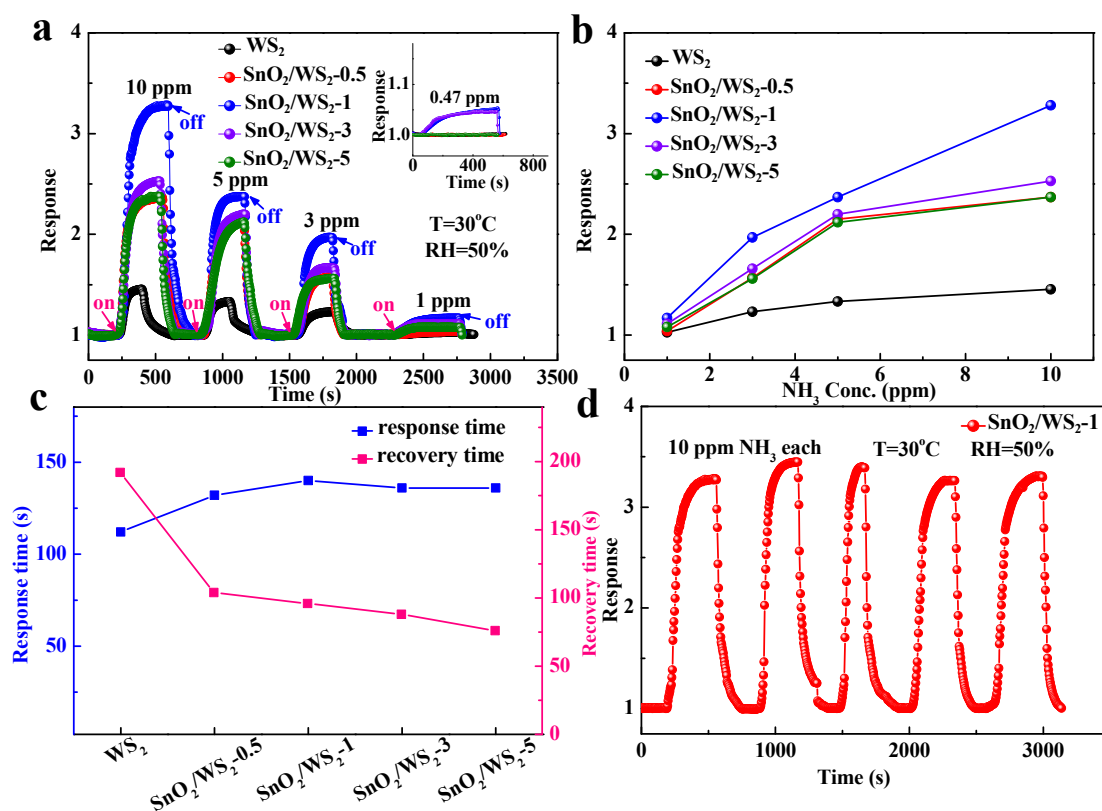 a
WS₂
SnO₂/WS₂-0.5
SnO₂/WS₂-1
SnO₂/WS₂-3
SnO₂/WS₂-5
10 ppm
off
5 ppm
off
3 ppm
off
1 ppm
off
on
on
on
on
T=30°C
RH=50%
Response
4
3
2
1
0
500
1000
1500
2000
2500
3000
3500
Time (s)
0.47 ppm
Response
1.1
1.0
0
400
800
Time (s)
b
WS₂
SnO₂/WS₂-0.5
SnO₂/WS₂-1
SnO₂/WS₂-3
SnO₂/WS₂-5
Response
4
3
2
1
0
2
4
6
8
10
NH₃ Conc. (ppm)
c
response time
recovery time
Response time (s)
150
100
50
Recovery time (s)
200
150
100
50
0
WS₂
SnO₂/WS₂-0.5
SnO₂/WS₂-1
SnO₂/WS₂-3
SnO₂/WS₂-5
d
SnO₂/WS₂-1
10 ppm NH₃ each
T=30°C
RH=50%
Response
4
3
2
1
0
1000
2000
3000
Time (s)